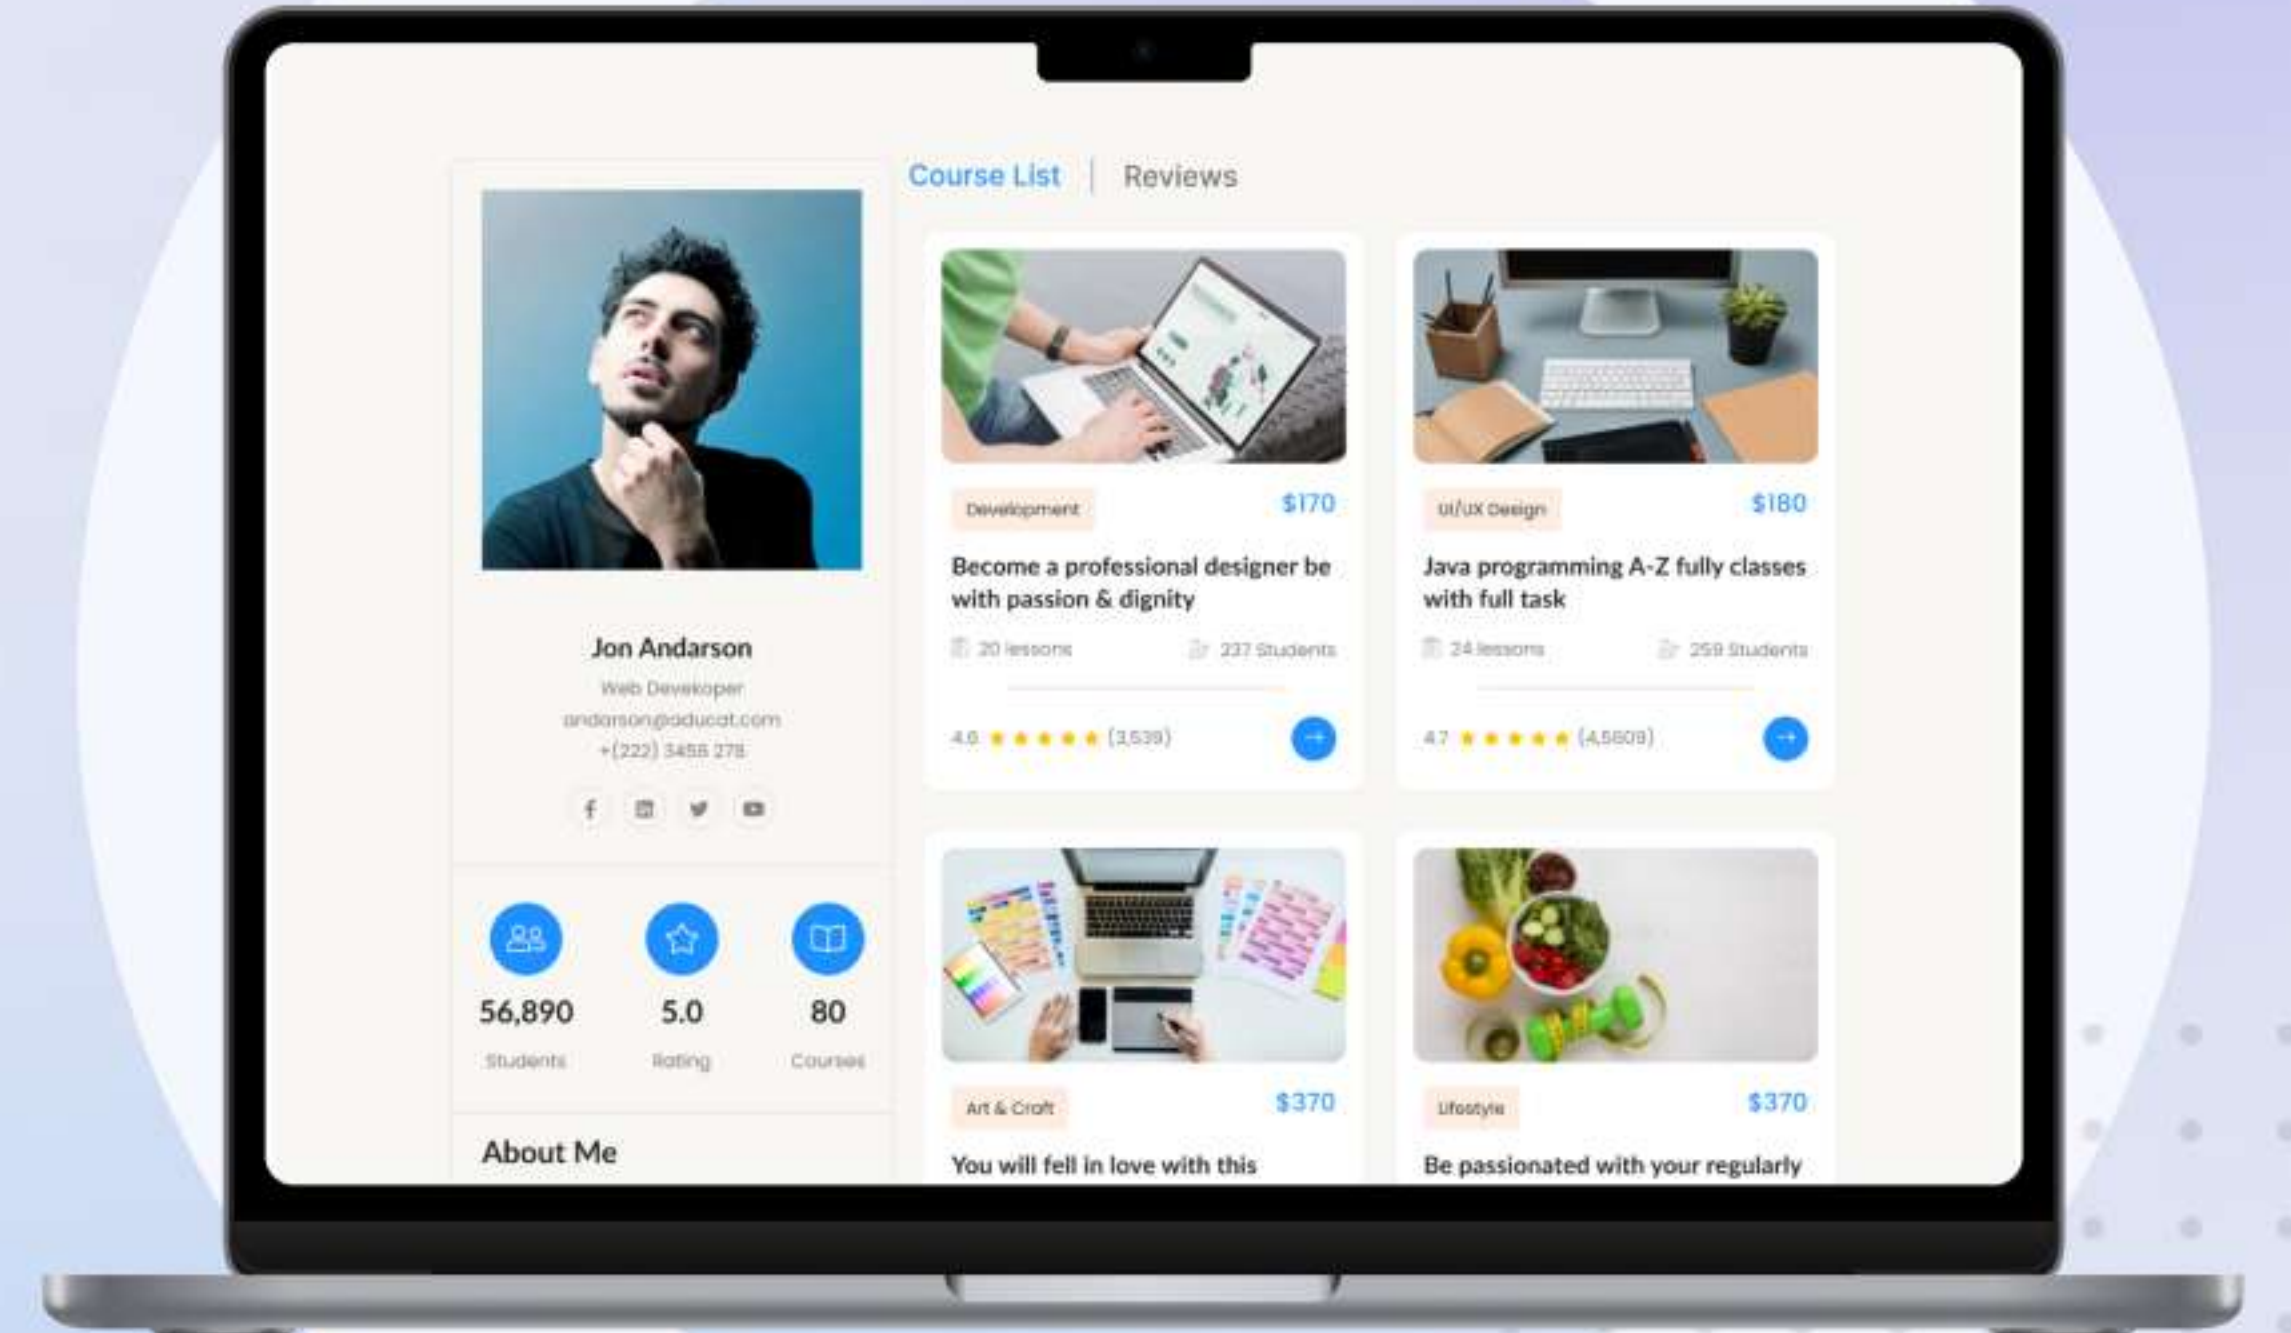 Course List | Reviews
Jon Andarson
Web Devekoper
andarson@aducat.com
+(222) 3456 278
56,890
Students
5.0
Rating
80
Courses
About Me
Development
$170
Become a professional designer be
with passion & dignity
20 lessons
237 Students
4.6
(3,539)
UI/UX Design
$180
Java programming A-Z fully classes
with full task
24 lessons
259 Students
4.7
(4,5609)
Art & Craft
$370
You will fell in love with this
Lifestyle
$370
Be passionated with your regularly